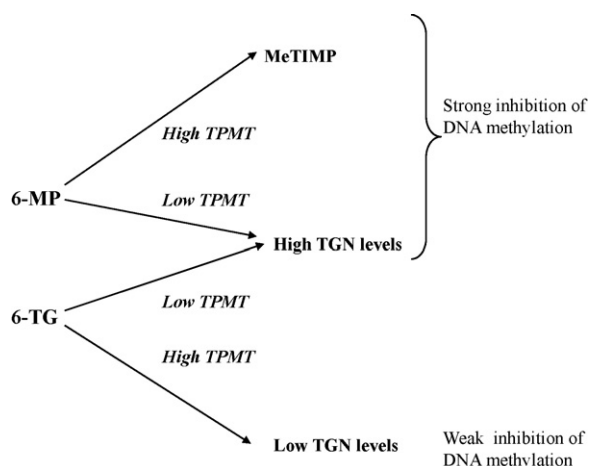 MeTIMP
Strong inhibition of
DNA methylation
High TPMT
6-MP
Low TPMT
High TGN levels
Low TPMT
6-TG
High TPMT
Low TGN levels
Weak inhibition of
DNA methylation